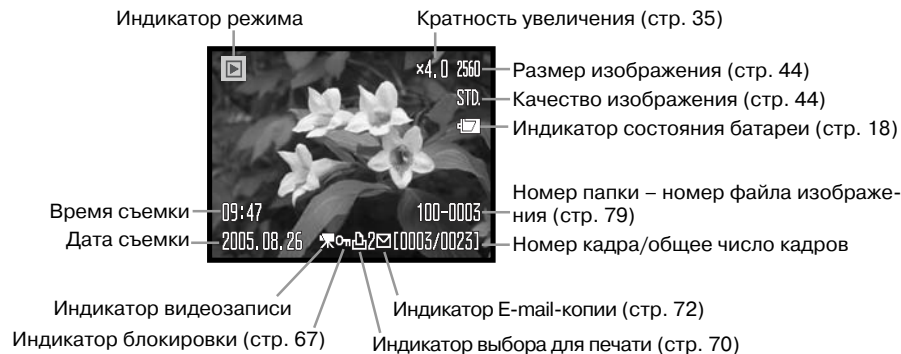 Индикатор режима
Кратность увеличения (стр. 35)
×4.0 2560
Размер изображения (стр. 44)
STD.
Качество изображения (стр. 44)
Индикатор состояния батареи (стр. 18)
Время съемки
09:47
100-0003
Номер папки – номер файла изображе-
ния (стр. 79)
Дата съемки
2005.08.26
2
[0003/0023]
Номер кадра/общее число кадров
Индикатор видеозаписи
Индикатор E-mail-копии (стр. 72)
Индикатор блокировки (стр. 67)
Индикатор выбора для печати (стр. 70)